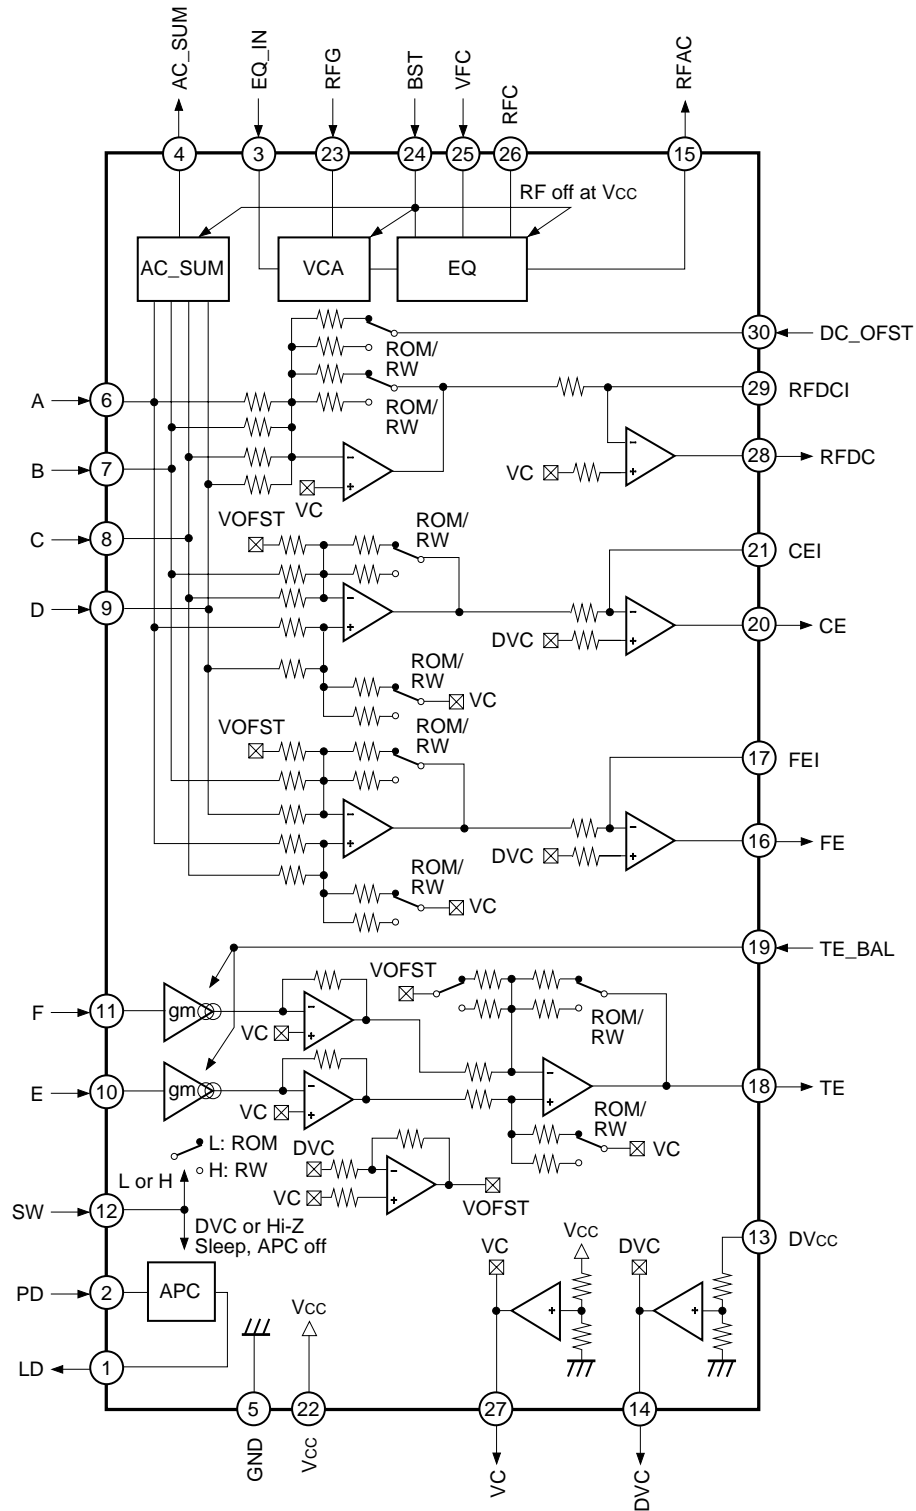 AC_SUM
EQ_IN
RFG
BST
VFC
RFC
RFAC
4
3
23
24
25
26
15
RF off at Vcc
AC_SUM
VCA
EQ
30
DC_OFST
ROM/
RW
29
RFDCI
A
6
ROM/
RW
B
7
-
+
VC
-
+
VC
28
RFDC
C
8
VOFST
ROM/
RW
21
CEI
D
9
-
+
DVC
-
+
20
CE
ROM/
RW
VC
VOFST
ROM/
RW
17
FEI
-
+
DVC
-
+
16
FE
ROM/
RW
VC
19
TE_BAL
VOFST
F
11
gm
VC
-
+
ROM/
RW
E
10
gm
VC
-
+
-
+
18
TE
ROM/
RW
VC
L: ROM
H: RW
L or H
DVC
VC
-
+
VOFST
SW
12
DVC or Hi-Z
Sleep, APC off
13
DVcc
VC
Vcc
DVC
PD
2
APC
Vcc
+
+
LD
1
5
22
27
14
GND
Vcc
VC
DVC